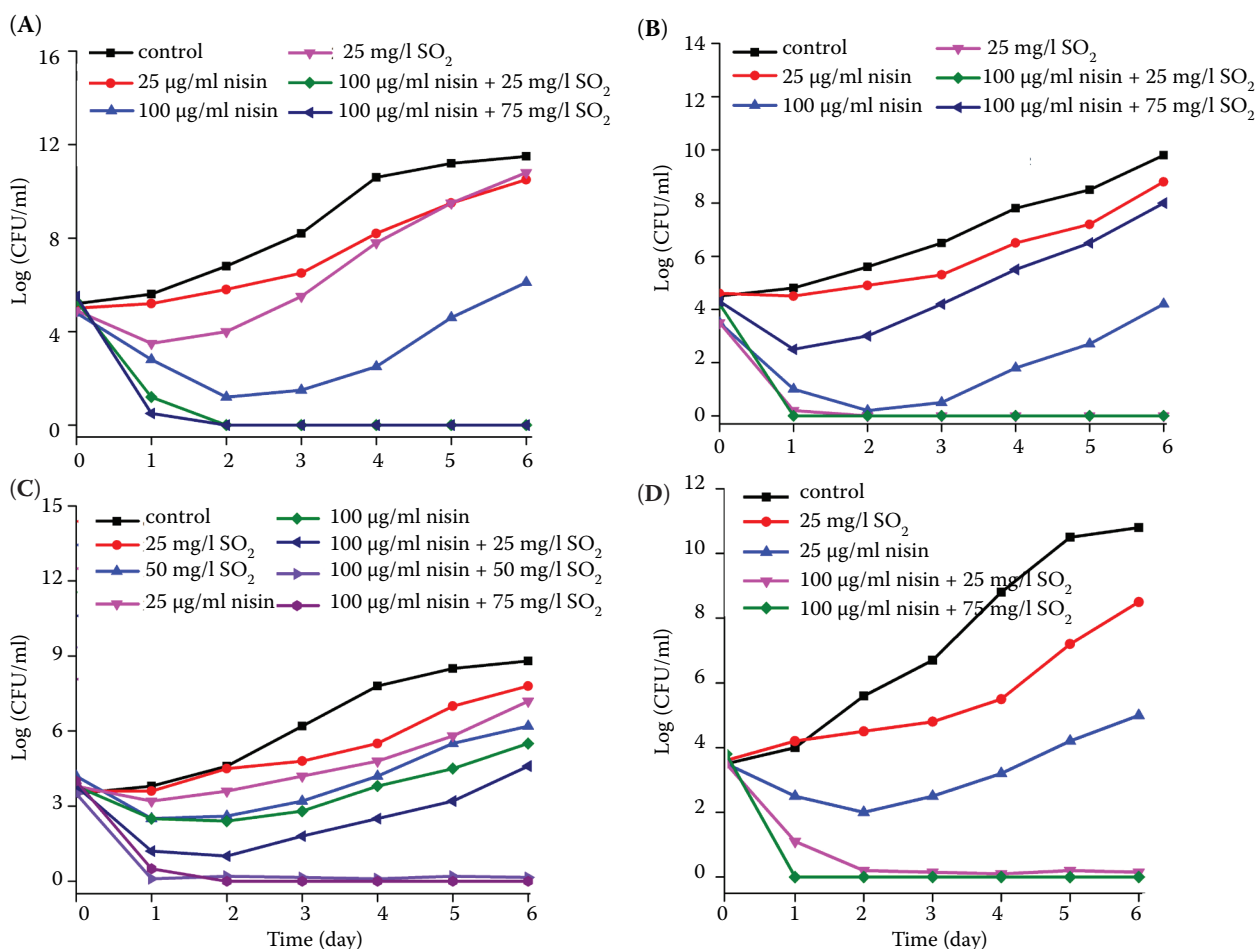 (A)
16
12
8
4
0
Log (CFU/ml)
control
25 µg/ml nisin
100 µg/ml nisin
25 mg/l SO2
100 µg/ml nisin + 25 mg/l SO2
100 µg/ml nisin + 75 mg/l SO2
0 1 2 3 4 5 6
(B)
14
12
10
8
6
4
2
0
Log (CFU/ml)
control
25 µg/ml nisin
100 µg/ml nisin
25 mg/l SO2
100 µg/ml nisin + 25 mg/l SO2
100 µg/ml nisin + 75 mg/l SO2
0 1 2 3 4 5 6
(C)
15
12
9
6
3
0
Log (CFU/ml)
control
25 mg/l SO2
50 mg/l SO2
25 µg/ml nisin
100 µg/ml nisin
100 µg/ml nisin + 25 mg/l SO2
100 µg/ml nisin + 50 mg/l SO2
100 µg/ml nisin + 75 mg/l SO2
0 1 2 3 4 5 6
Time (day)
(D)
12
10
8
6
4
2
0
Log (CFU/ml)
control
25 mg/l SO2
25 µg/ml nisin
100 µg/ml nisin + 25 mg/l SO2
100 µg/ml nisin + 75 mg/l SO2
0 1 2 3 4 5 6
Time (day)